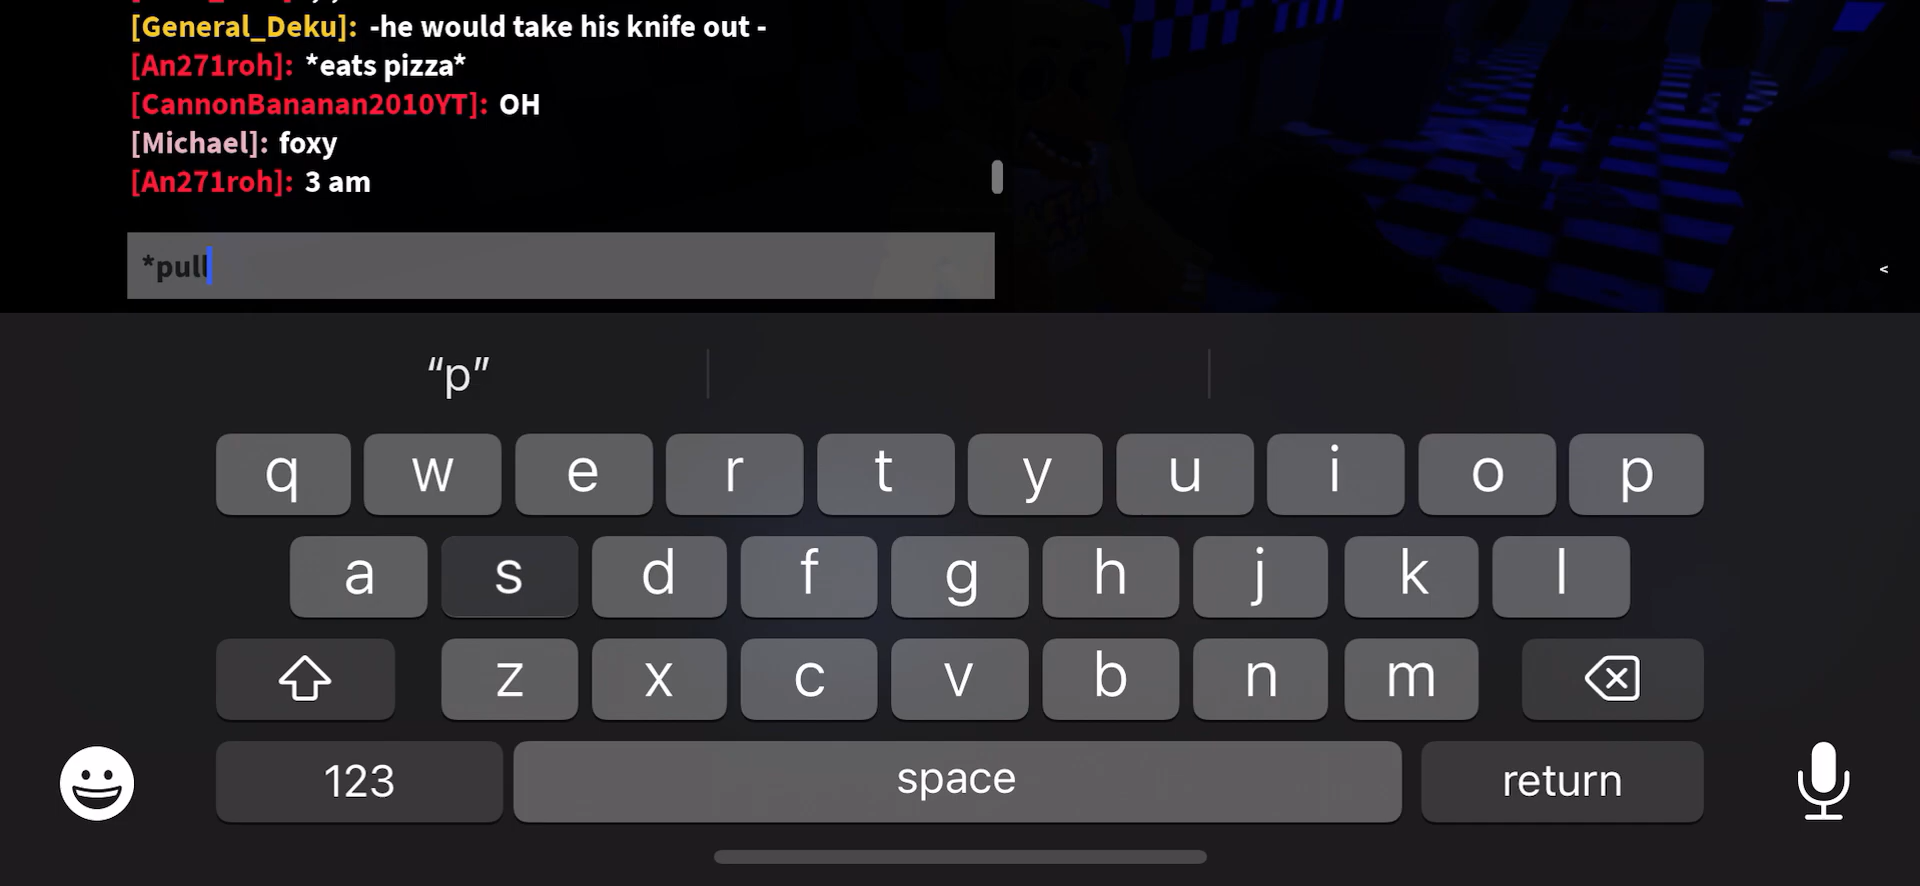 [General_Deku]: -he would take his knife out -
[An271roh]: *eats pizza*
[CannonBananan2010YT]: OH
[Michael]: foxy
[An271roh]: 3 am
*pull
<
“p”
q w e r t y u i o p
a s d f g h j k l
z x c v b n m
123 space return